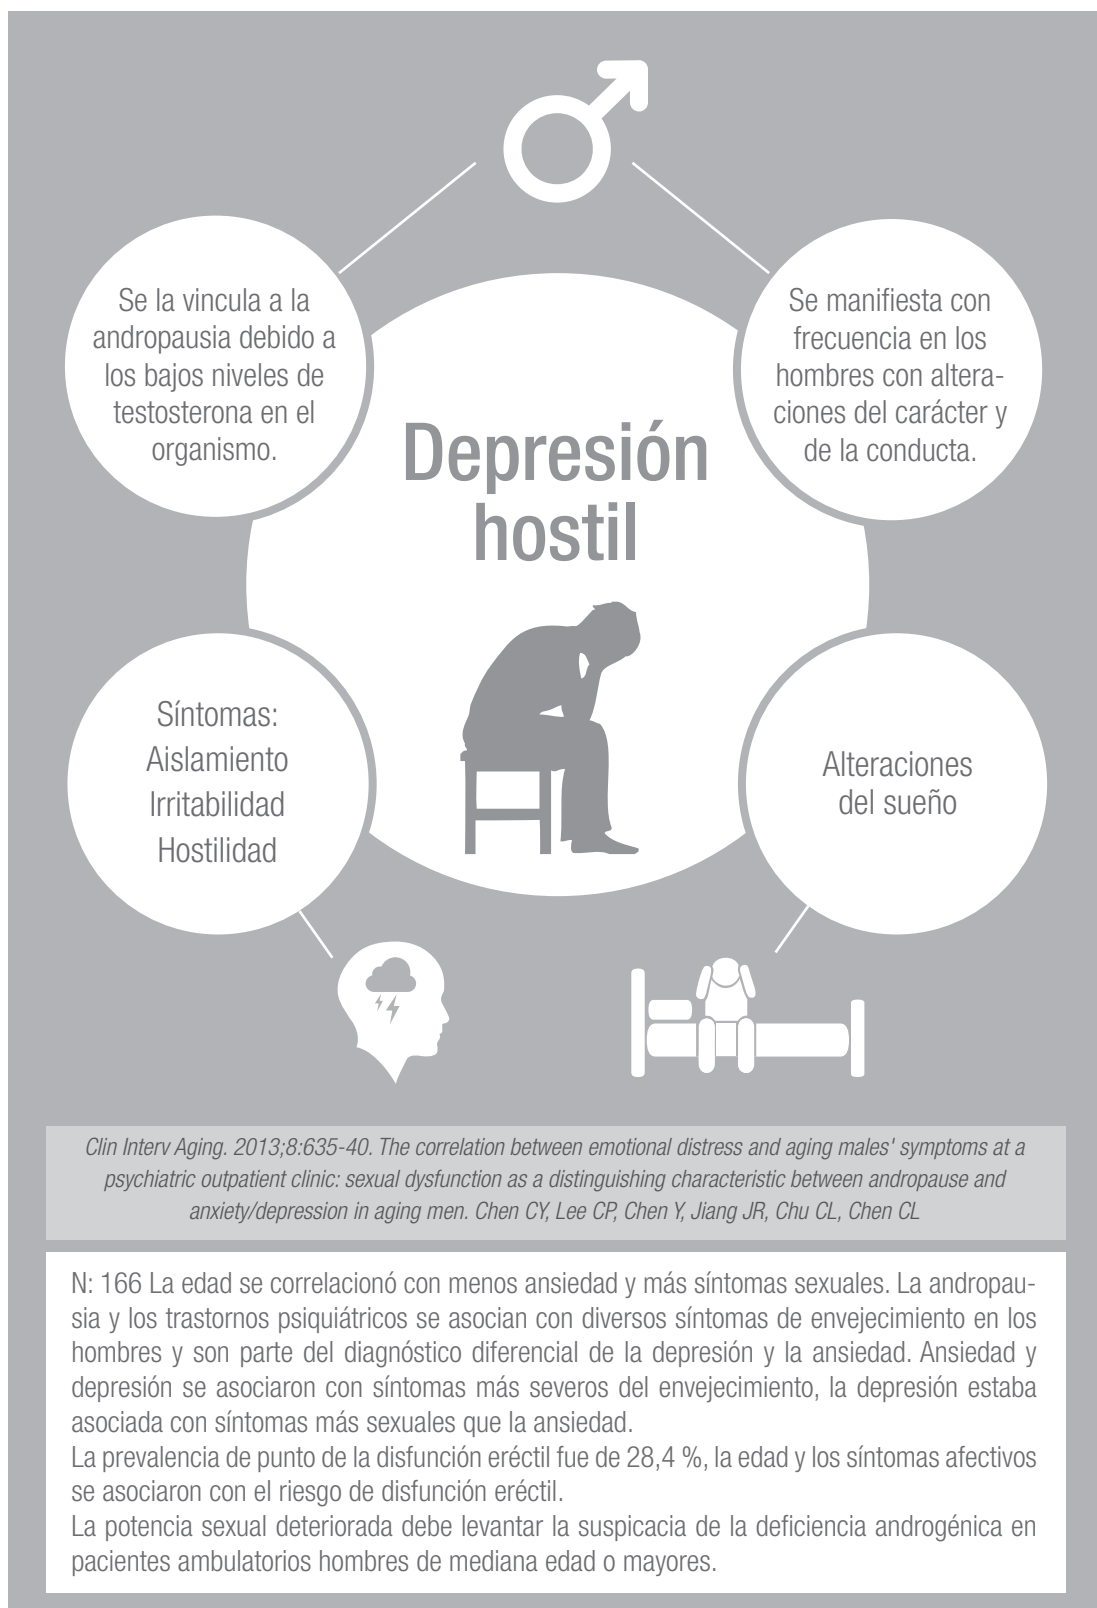 Se la vincula a la
andropausia debido a
los bajos niveles de
testosterona en el
organismo.
Se manifiesta con
frecuencia en los
hombres con altera-
ciones del carácter y
de la conducta.
Depresión
hostil
Síntomas:
Aislamiento
Irritabilidad
Hostilidad
Alteraciones
del sueño
Clin Interv Aging. 2013;8:635-40. The correlation between emotional distress and aging males' symptoms at a
psychiatric outpatient clinic: sexual dysfunction as a distinguishing characteristic between andropause and
anxiety/depression in aging men. Chen CY, Lee CP, Chen Y, Jiang JR, Chu CL, Chen CL
N: 166 La edad se correlacionó con menos ansiedad y más síntomas sexuales. La andropau-
sia y los trastornos psiquiátricos se asocian con diversos síntomas de envejecimiento en los
hombres y son parte del diagnóstico diferencial de la depresión y la ansiedad. Ansiedad y
depresión se asociaron con síntomas más severos del envejecimiento, la depresión estaba
asociada con síntomas más sexuales que la ansiedad.
La prevalencia de punto de la disfunción eréctil fue de 28,4 %, la edad y los síntomas afectivos
se asociaron con el riesgo de disfunción eréctil.
La potencia sexual deteriorada debe levantar la suspicacia de la deficiencia androgénica en
pacientes ambulatorios hombres de mediana edad o mayores.